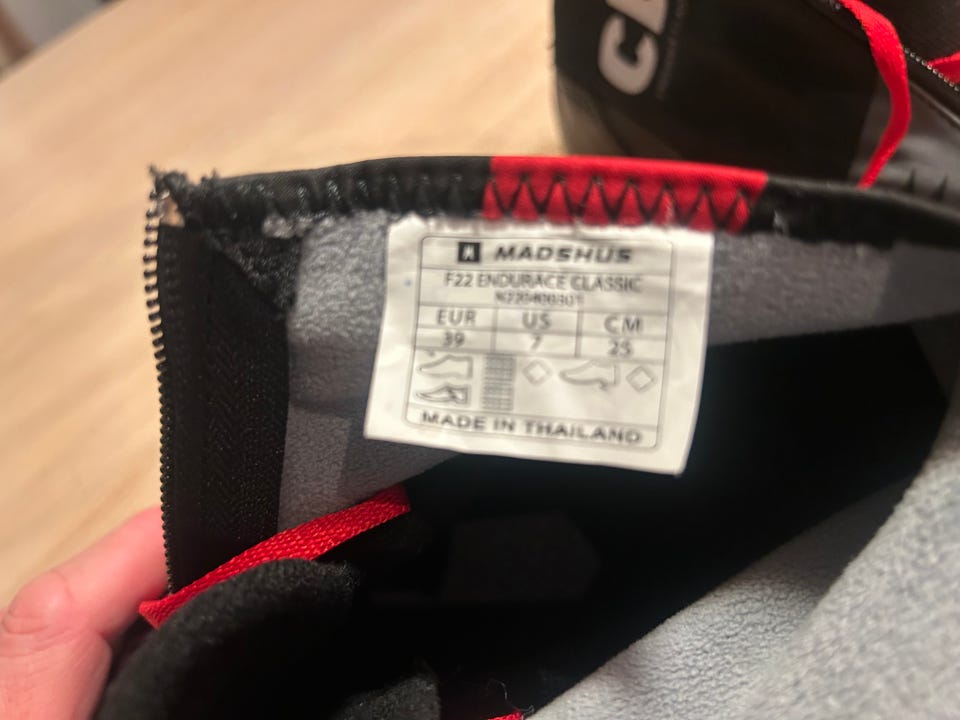 MADSHUS
F22 ENDURACE CLASSIC
EUR US CM
39 7 25
MADE IN THAILAND